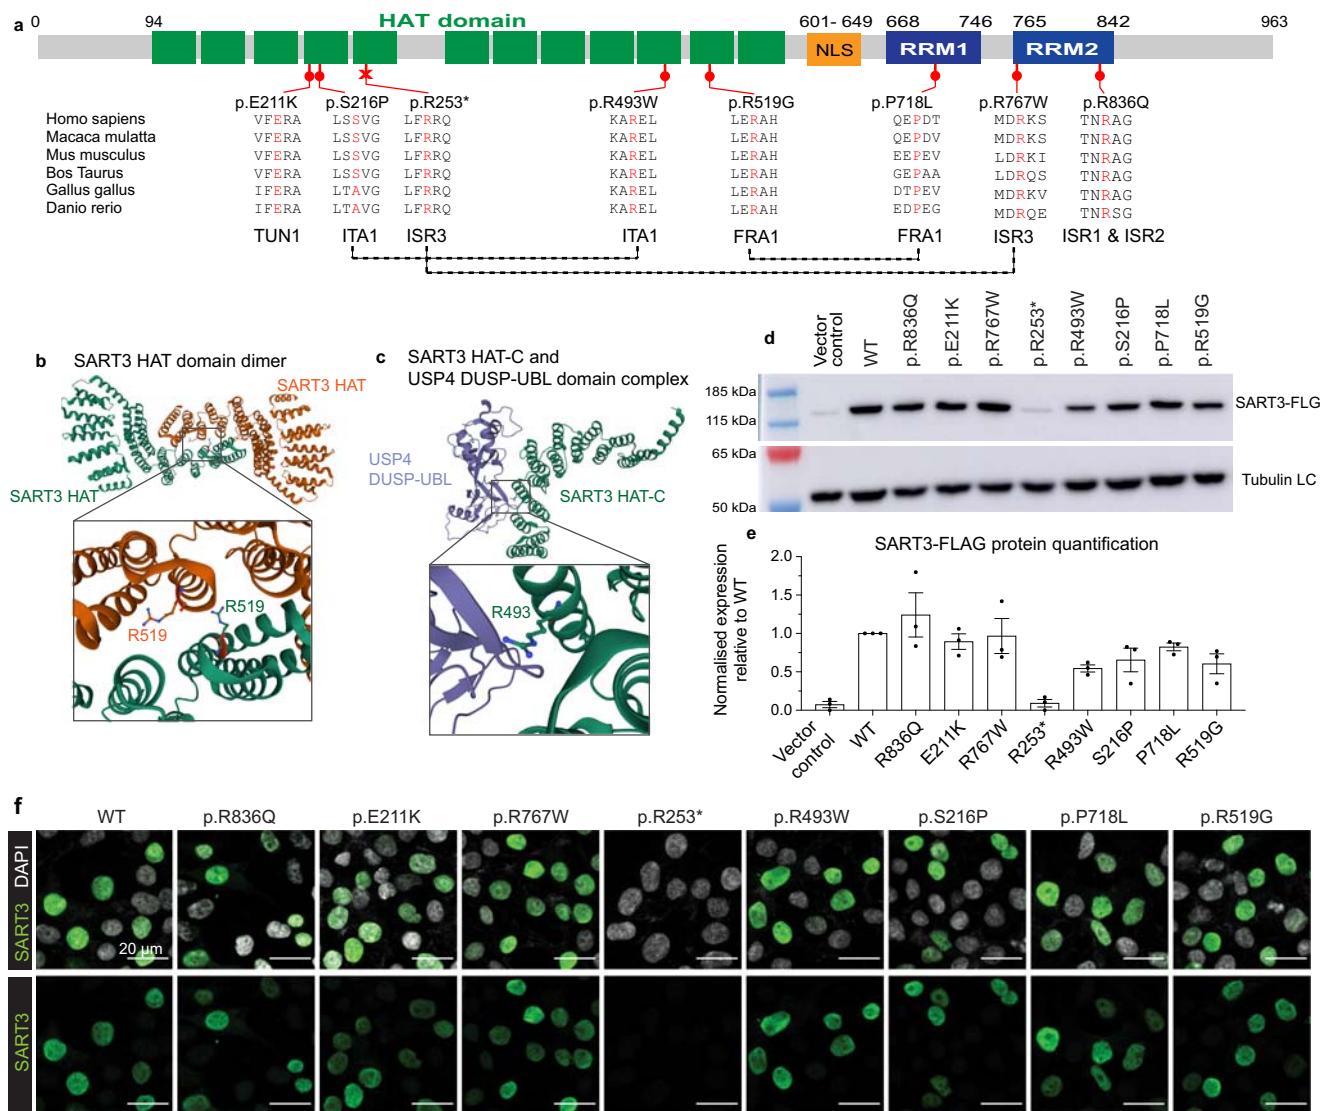 a
0 94 HAT domain 601- 649 668 746 765 842 963
NLS RRM1 RRM2
p.E211K p.S216P p.R253* p.R493W p.R519G p.P718L p.R767W p.R836Q
Homo sapiens VFERA LSSVG LFRRQ KAREL LERAH QEPDT MDRKS TNRAG
Macaca mulatta VFERA LSSVG LFRRQ KAREL LERAH QEPDV MDRKS TNRAG
Mus musculus VFERA LSSVG LFRRQ KAREL LERAH EEPEV LDRKI TNRAG
Bos Taurus VFERA LSSVG LFRRQ KAREL LERAH GEPAA LDRQS TNRAG
Gallus gallus IFERA LTAVG LFRRQ KAREL LERAH DTPEV MDRKV TNRAG
Danio rerio IFERA LTAVG LFRRQ KAREL LERAH EDPEG MDRQE TNRSG
TUN1 ITA1 ISR3 ITA1 FRA1 FRA1 ISR3 ISR1 & ISR2
b SART3 HAT domain dimer
SART3 HAT
SART3 HAT
R519
R519
c SART3 HAT-C and
USP4 DUSP-UBL domain complex
USP4
DUSP-UBL
SART3 HAT-C
R493
d
Vector
control
WT
p.R836Q
p.E211K
p.R767W
p.R253*
p.R493W
p.S216P
p.P718L
p.R519G
185 kDa
115 kDa
SART3-FLG
65 kDa
50 kDa
Tubulin LC
e SART3-FLAG protein quantification
Normalised expression
relative to WT
2.0
1.5
1.0
0.5
0.0
Vector
control
WT
R836Q
E211K
R767W
R253*
R493W
S216P
P718L
R519G
f
WT p.R836Q p.E211K p.R767W p.R253* p.R493W p.S216P p.P718L p.R519G
SART3 DAPI
20 µm
SART3